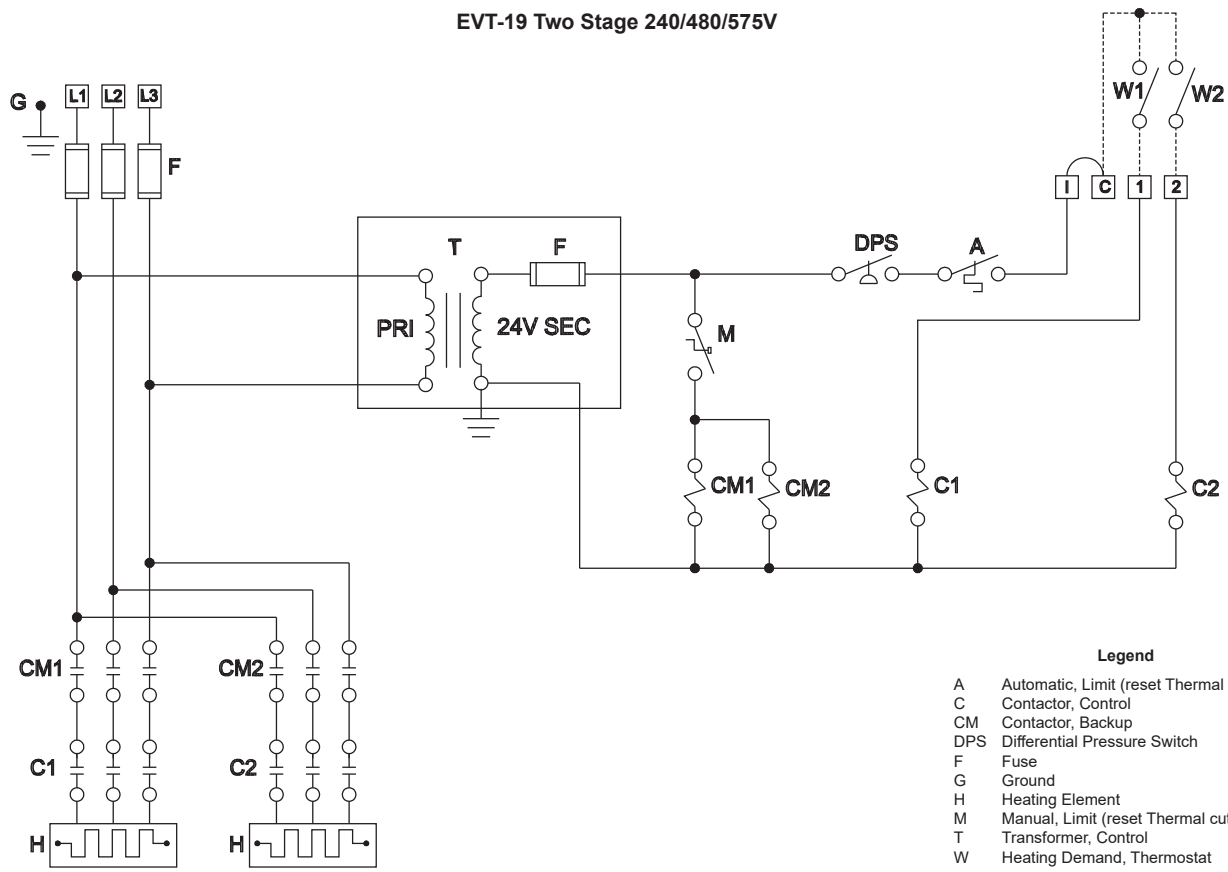 EVT-19 Two Stage 240/480/575V
G
L1 L2 L3
F
W1 W2
I C 1 2
T F
PRI 24V SEC
DPS A
M
CM1 CM2 C1 C2
CM1 CM2
C1 C2
H H
Legend
A Automatic, Limit (reset Thermal
C Contactor, Control
CM Contactor, Backup
DPS Differential Pressure Switch
F Fuse
G Ground
H Heating Element
M Manual, Limit (reset Thermal cut
T Transformer, Control
W Heating Demand, Thermostat